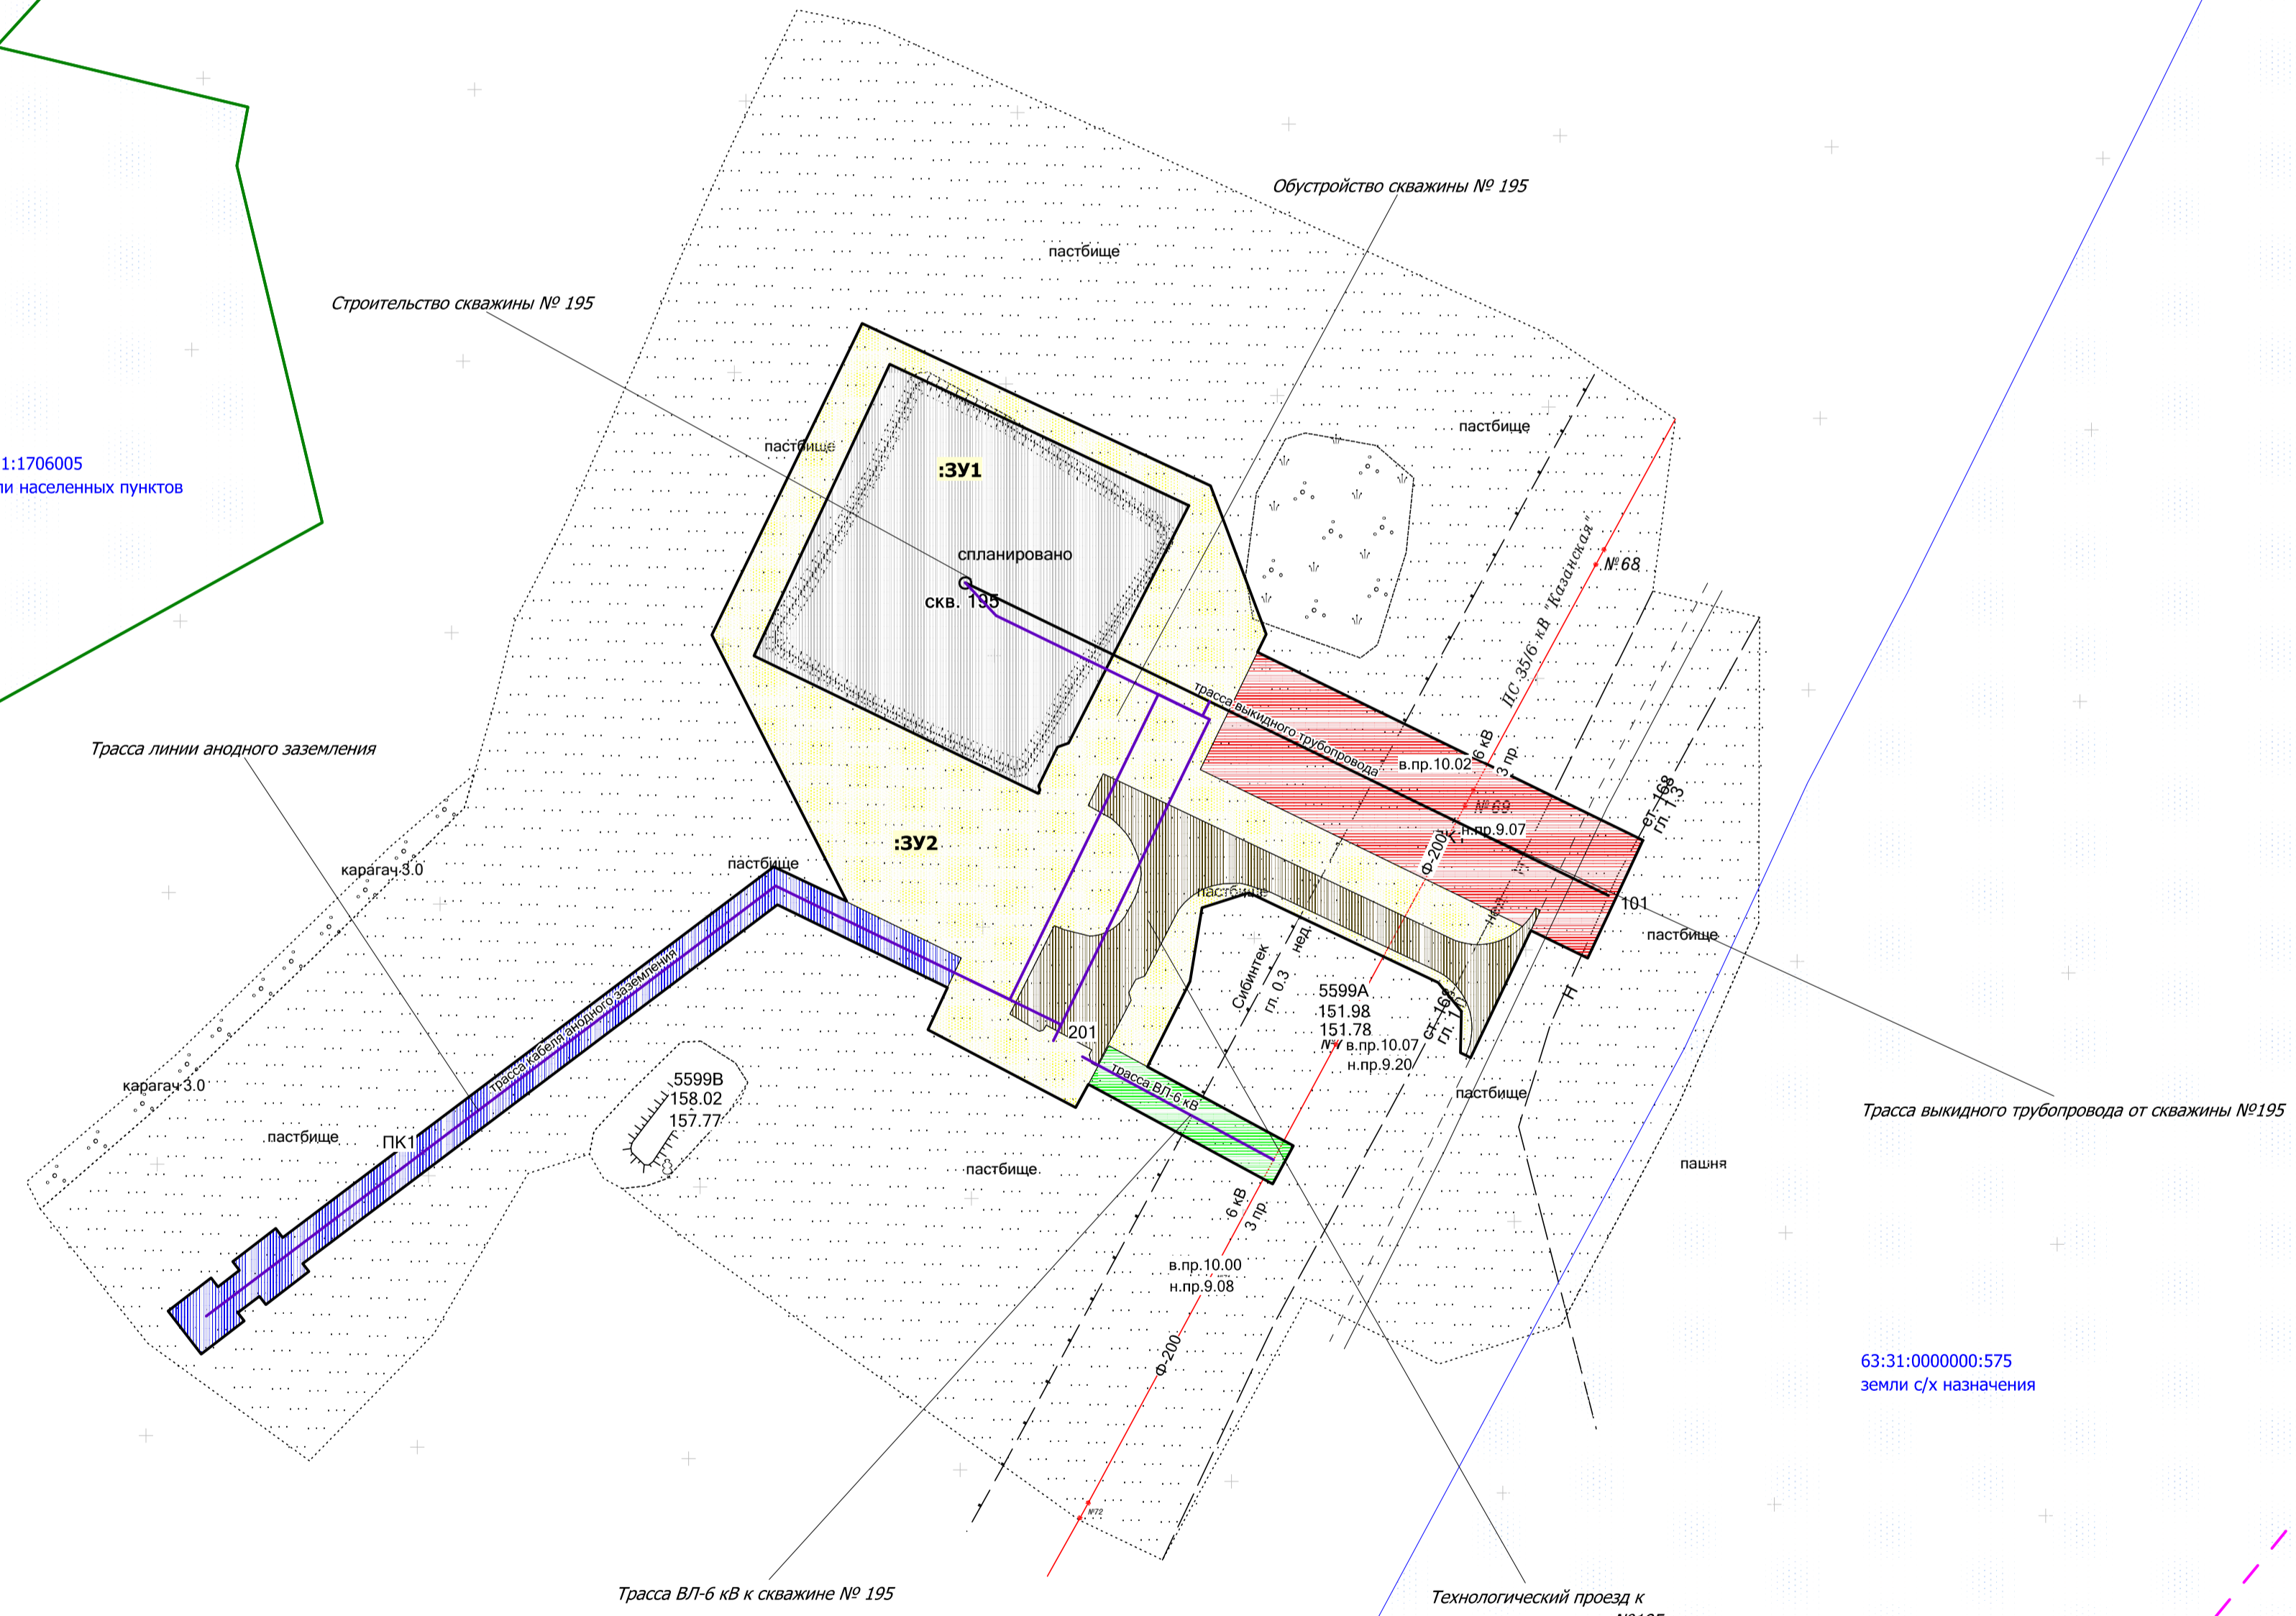 Обустройство скважины № 195
пастбище
Строительство скважины № 195
пастбище
пастбище
:ЗУ1
1:1706005
ли населенных пунктов
ПС 35/6 кВ "Казанская"
спланировано
№68
скв. 195
трасса выкидного трубопровода
Трасса линии анодного заземления
6 кВ
3 пр.
в.пр.10.02
ст. 168
гл. 1.3
№69
н.пр.9.07
:ЗУ2
Ф-200
пастбище
карагач 3.0
пастбище
101
нед.
пастбище
Сибинтек
гл. 0.3
нед.
трасса кабеля анодного заземления
5599А
151.98
151.78
Н
ст. 168
201
в.пр.10.07
н.пр.9.20
трасса ВЛ-6 кВ
5599В
158.02
157.77
карагач 3.0
пастбище
Трасса выкидного трубопровода от скважины №195
пастбище
ПК1
пастбище
пашня
6 кВ
3 пр.
в.пр.10.00
н.пр.9.08
Ф-200
63:31:0000000:575
земли с/х назначения
№72
Трасса ВЛ-6 кВ к скважине № 195
Технологический проезд к